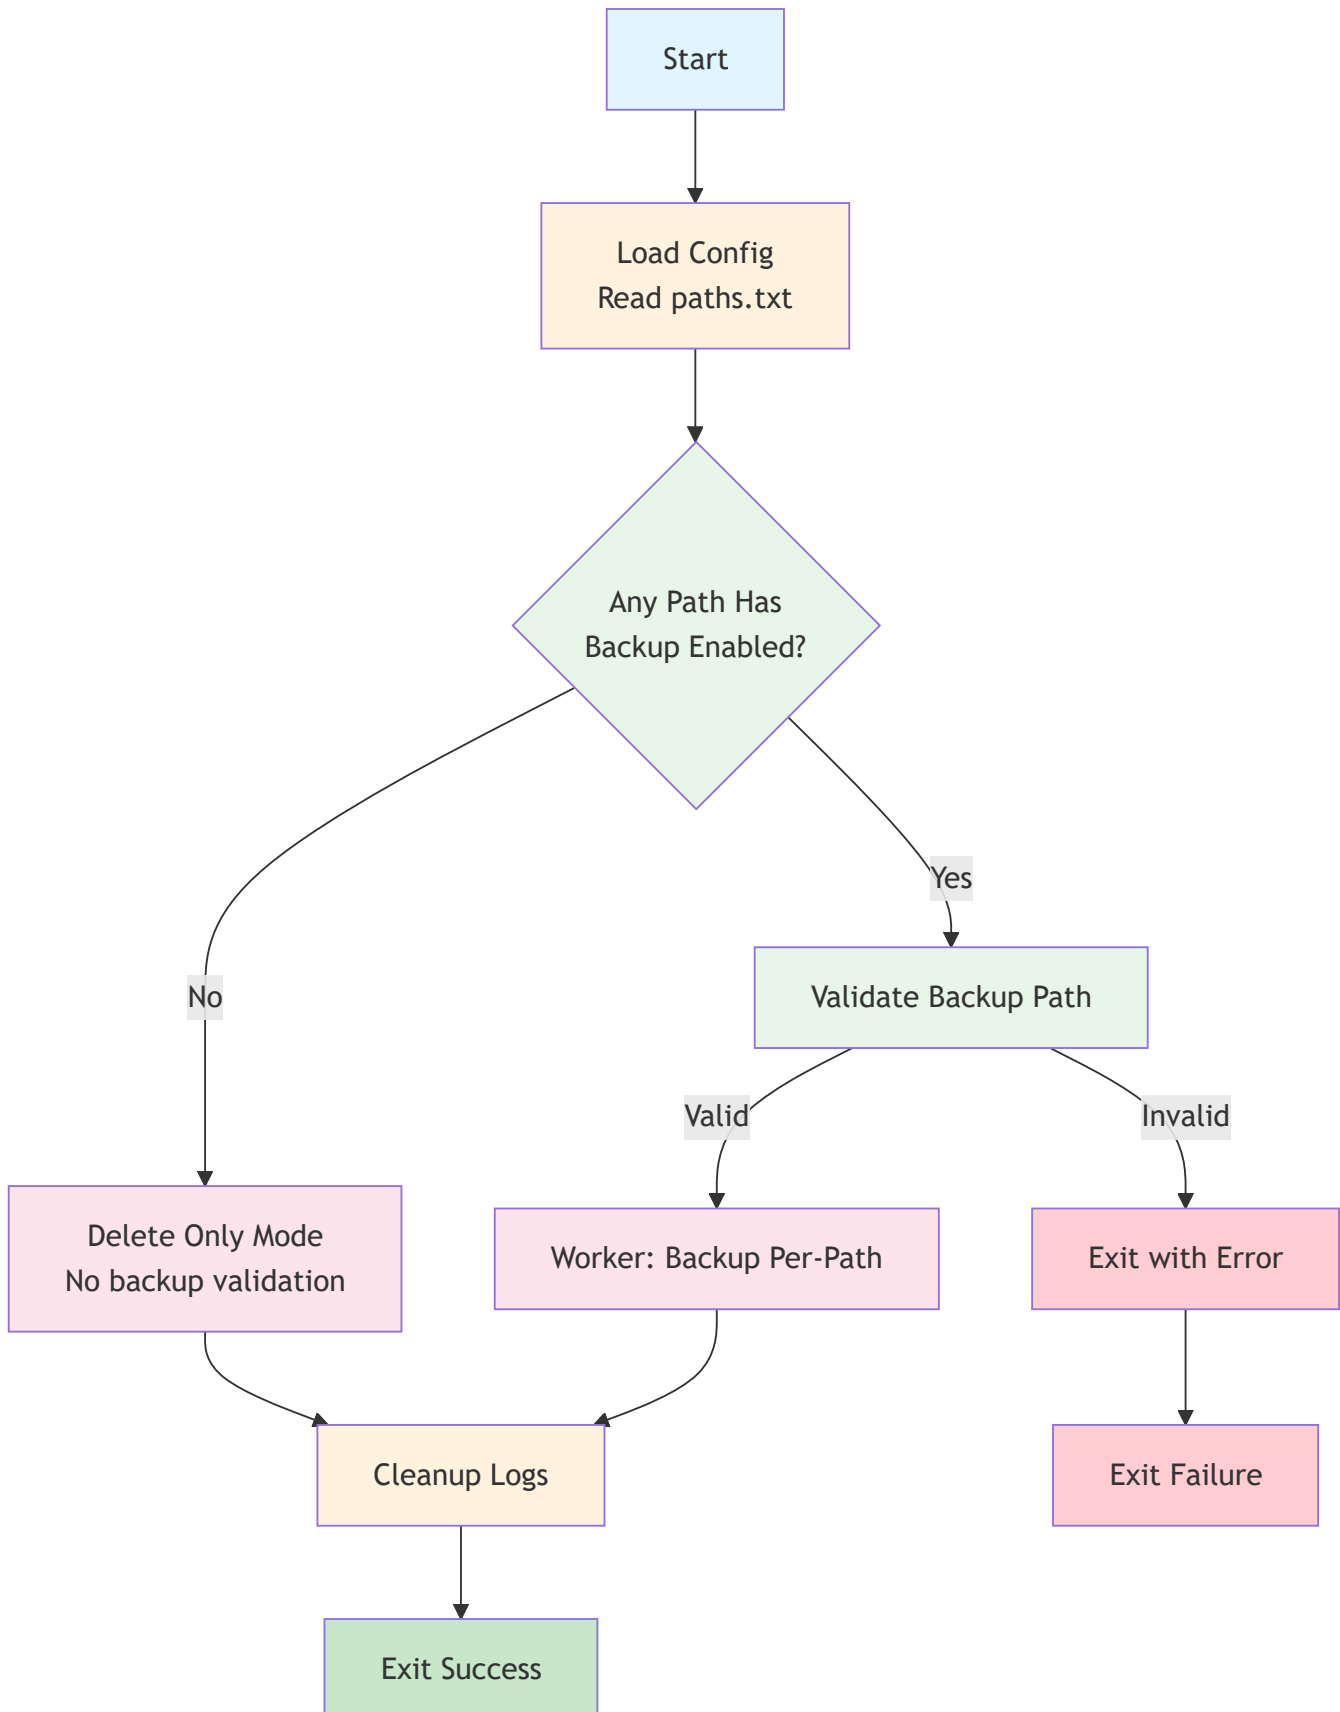 Start
Load Config
Read paths.txt
Any Path Has
Backup Enabled?
Yes
No
Validate Backup Path
Valid
Invalid
Delete Only Mode
No backup validation
Worker: Backup Per-Path
Exit with Error
Cleanup Logs
Exit Failure
Exit Success